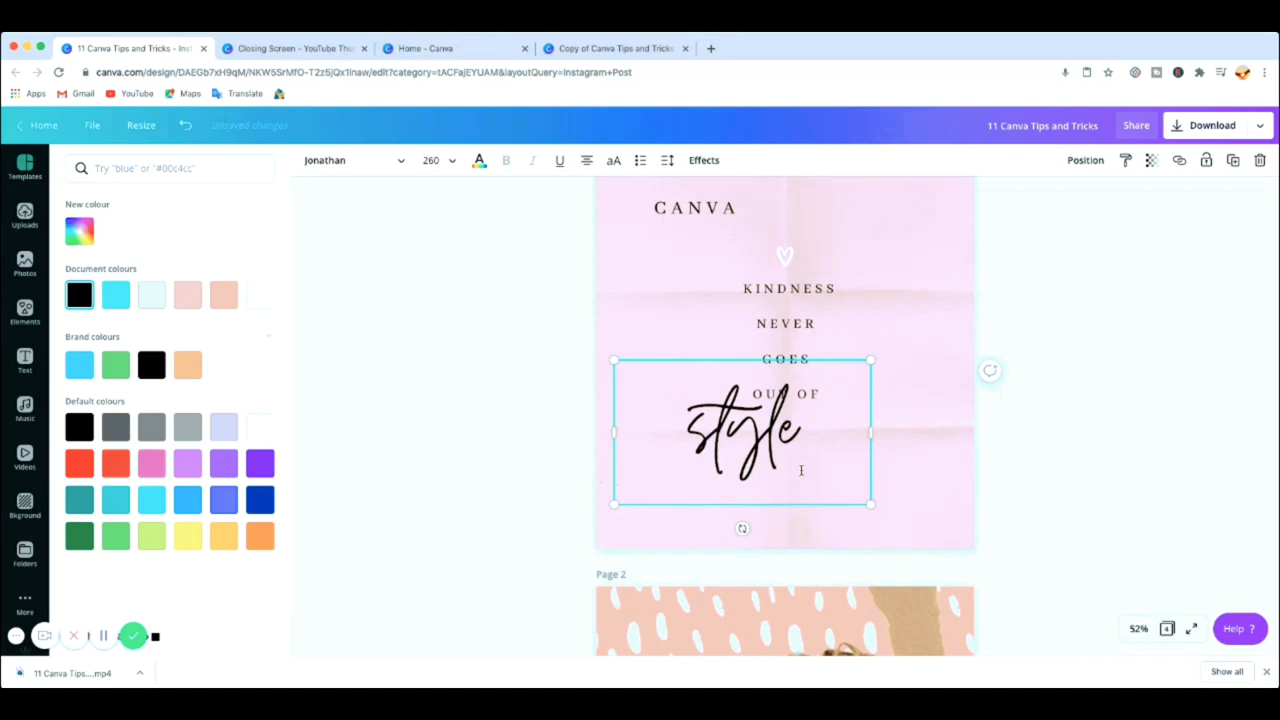 11 Canva Tips and Tricks - Inst
Closing Screen - YouTube Thu
Home - Canva
Copy of Canva Tips and Tricks
canva.com/design/DAEGb7xH9qM/NKW5SrMfO-T2z5jQx1Inaw/edit?category=tACFajEYUAM&layoutQuery=Instagram+Post
Apps Gmail YouTube Maps Translate
Home File Resize Unsaved changes 11 Canva Tips and Tricks Share Download
Templates
Uploads
Photos
Elements
Text
Music
Videos
Bkground
Folders
More
Try "blue" or "#00c4cc"
New colour
Document colours
Brand colours
Default colours
Jonathan 260 A B I U aA Effects Position
CANVA
KINDNESS
NEVER
GOES
OUT OF
style
Page 2
52% 4 Help ?
11 Canva Tips....mp4 Show all